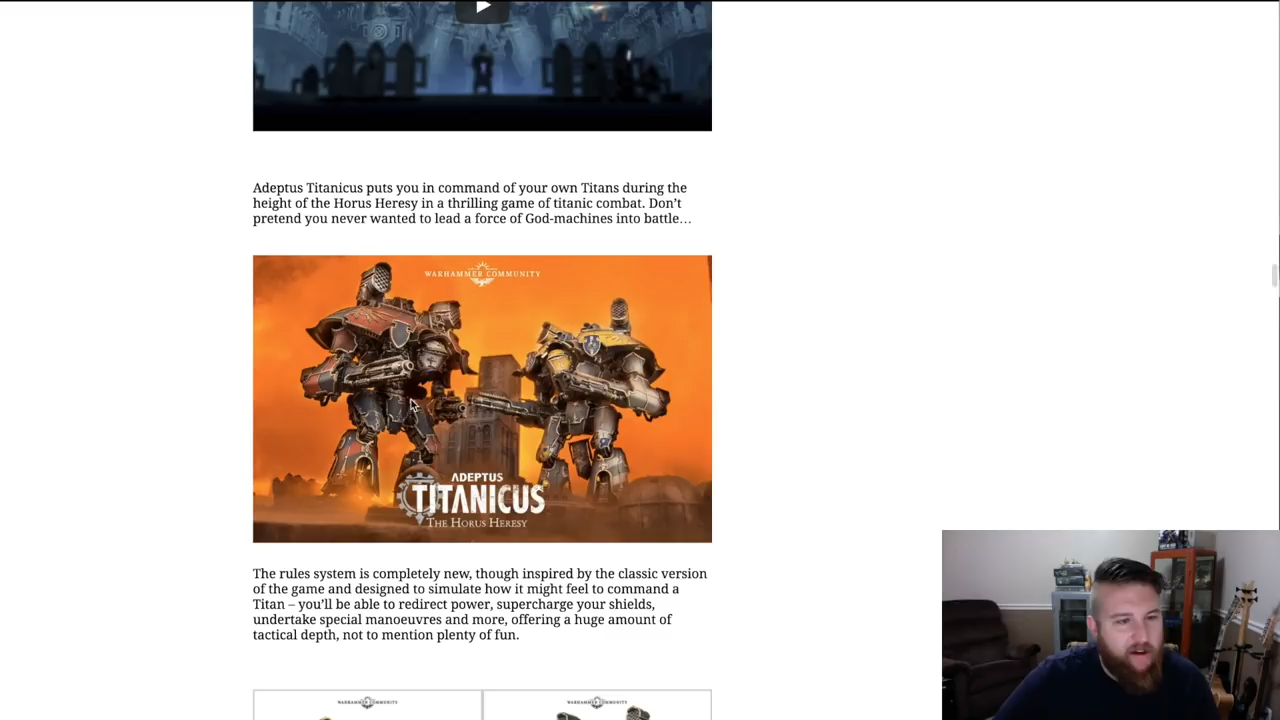 Adeptus Titanicus puts you in command of your own Titans during the
height of the Horus Heresy in a thrilling game of titanic combat. Don’t
pretend you never wanted to lead a force of God-machines into battle…
WARHAMMER COMMUNITY
ADEPTUS
TITANICUS
THE HORUS HERESY
The rules system is completely new, though inspired by the classic version
of the game and designed to simulate how it might feel to command a
Titan – you’ll be able to redirect power, supercharge your shields,
undertake special manoeuvres and more, offering a huge amount of
tactical depth, not to mention plenty of fun.
WARHAMMER COMMUNITY
WARHAMMER COMMUNITY